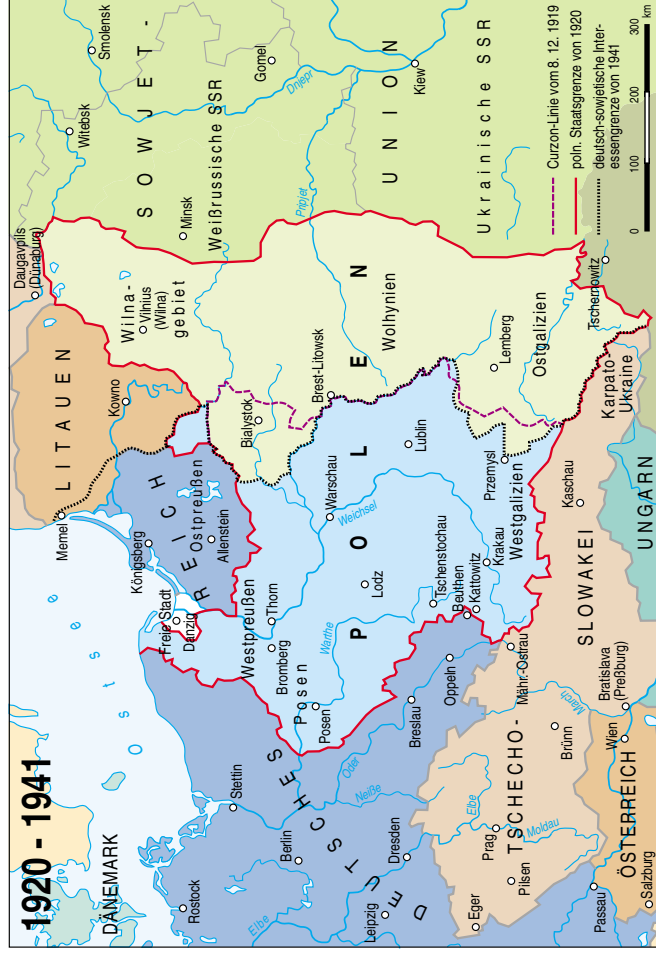 1920 - 1941
DÄNEMARK
Ostsee
Memel
LITAUEN
Kowno
Daugavpils
(Dünaburg)
Witebsk
Smolensk
Königsberg
Wilna-
gebiet
Vilnius
(Wilna)
SOWJET-
UNION
Minsk
Weißrussische SSR
Gomel
Dnjepr
Rostock
Stettin
Freie Stadt
Danzig
DEUTSCHES
REICH
Ostpreußen
Allenstein
Westpreußen
Bialystok
Pripjet
Elbe
Berlin
Bromberg
Thorn
Posen
Posen
Warthe
Warschau
Weichsel
Brest-Litowsk
POLEN
Wolhynien
Kiew
Ukrainische SSR
Leipzig
Dresden
Oder
Neiße
Breslau
Lodz
Lublin
Tschenstochau
Oppeln
Beuthen
Kattowitz
Krakau
Przemysl
Westgalizien
Lemberg
Ostgalizien
Tschernowitz
Eger
Pilsen
Prag
Elbe
Moldau
TSCHECHO-
SLOWAKEI
Mähr.-Ostrau
Brünn
March
Kaschau
Karpato-
Ukraine
Passau
Salzburg
ÖSTERREICH
Wien
Bratislava
(Preßburg)
UNGARN
Curzon-Linie vom 8. 12. 1919
poln. Staatsgrenze von 1920
deutsch-sowjetische Inter-
essengrenze von 1941
0 100 200 300
km